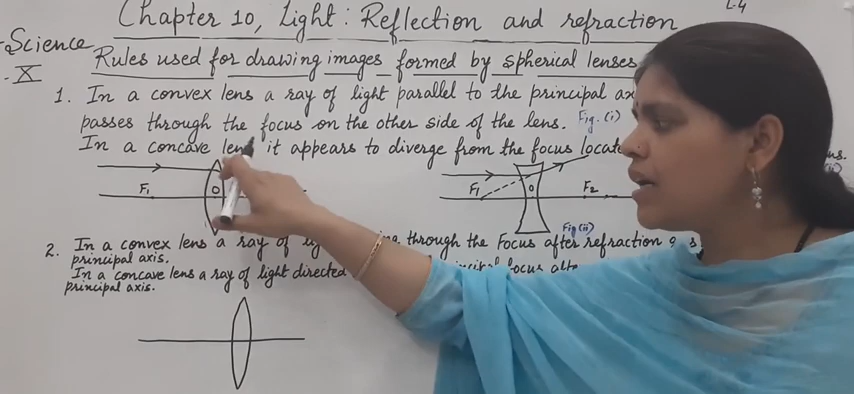 L-4
Chapter 10, Light: Reflection and refraction
Science
X
Rules used for drawing images formed by spherical lenses
1. In a convex lens a ray of light parallel to the principal ax
passes through the focus on the other side of the lens. Fig.(i)
In a concave lens it appears to diverge from the focus locat
F1 O
F1 O F2
Fig(ii)
2. In a convex lens a ray of through the Focus after refraction
principal axis.
In a concave lens a ray of light directed focus
principal axis.